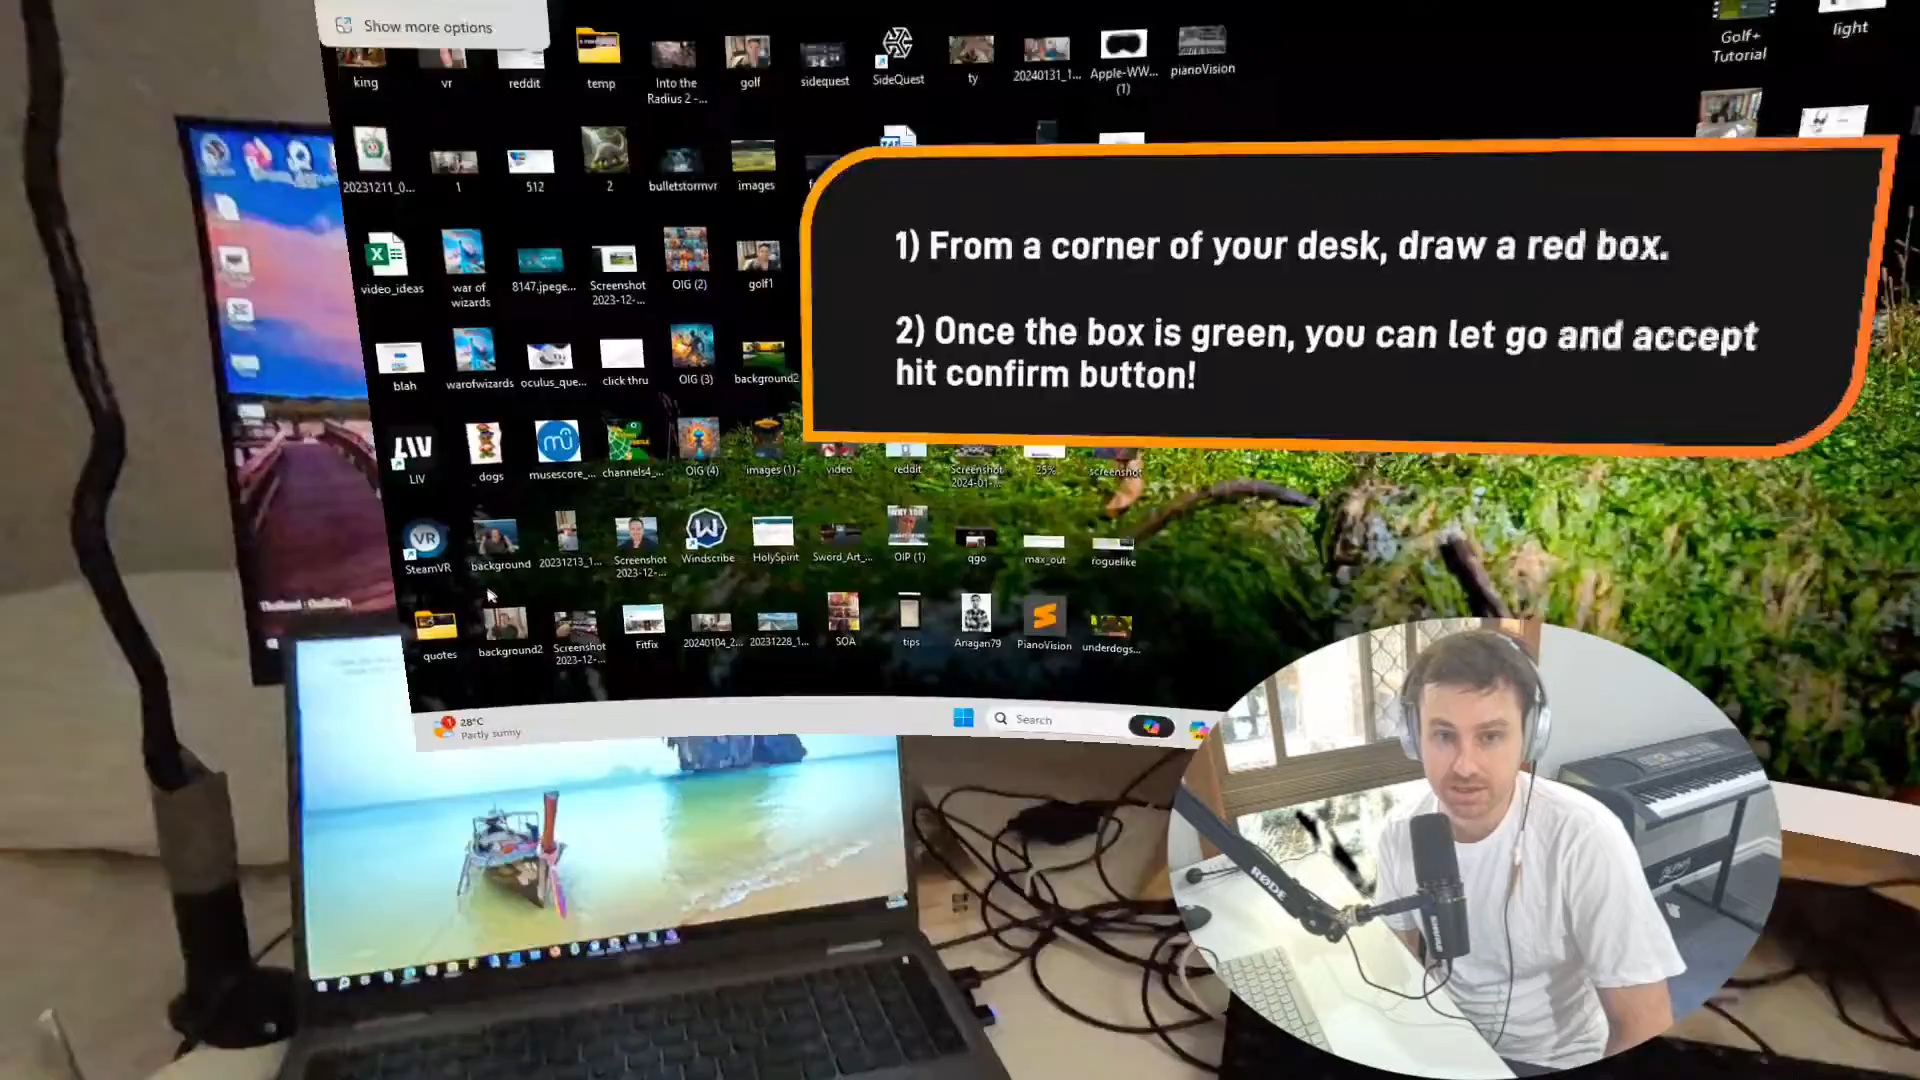 Show more options
king
vr
reddit
temp
Into the
Radius 2 -...
golf
sidequest
SideQuest
ty
20240131_1...
Apple-WW...
(1)
pianoVision
Golf+
Tutorial
light
20231211_0...
1
512
2
bulletstormvr
images
1) From a corner of your desk, draw a red box.
2) Once the box is green, you can let go and accept
hit confirm button!
video_ideas
war of
wizards
8147.jpege...
Screenshot
2023-12-...
OIG (2)
golf1
blah
warofwizards
oculus_que...
click thru
OIG (3)
background2
LIV
LIV
dogs
musescore_...
channels4_...
OIG (4)
images (1)
video
reddit
Screenshot
2024-01-...
25%
screenshot
VR
SteamVR
background
20231213_1...
Screenshot
2023-12-...
Windscribe
HolySpirit
Sword_Art_...
WHY YOU
OIP (1)
qgo
max_out
roguelike
quotes
background2
Screenshot
2023-12-...
Fitfix
20240104_2...
20231228_1...
SOA
tips
Anagan79
PianoVision
underdogs...
28°C
Partly sunny
Search
RØDE
SHURE